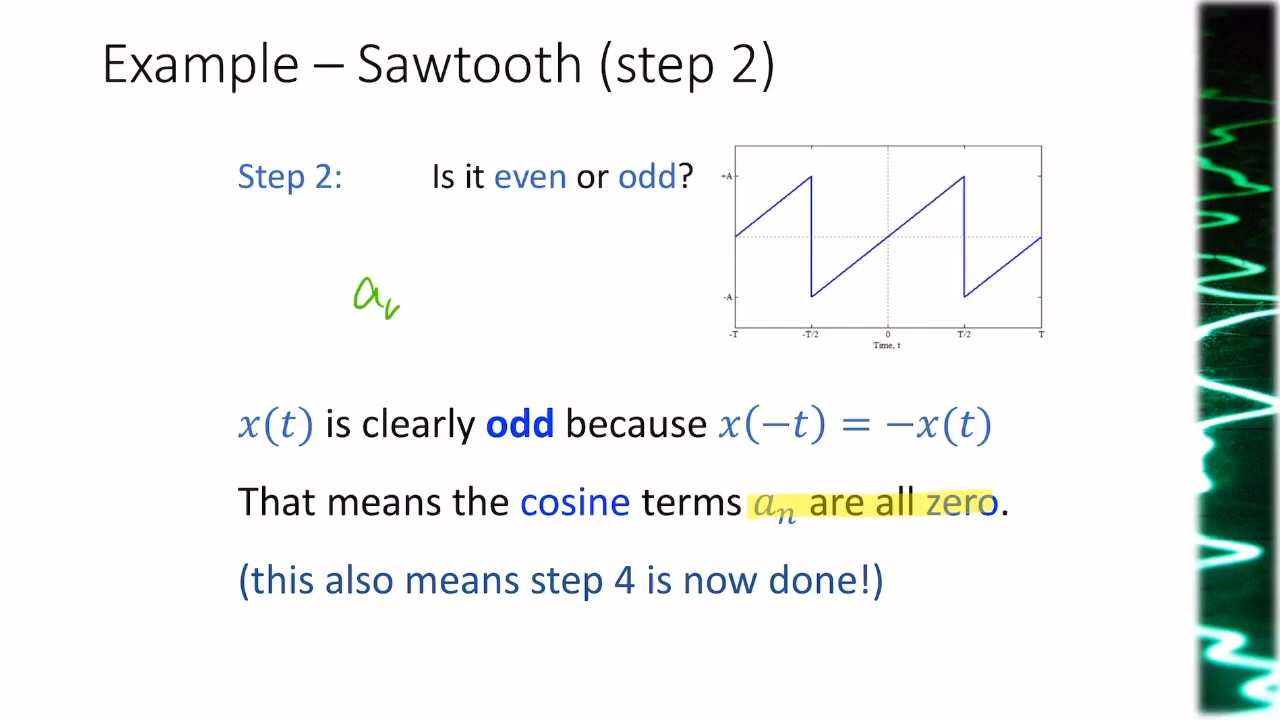 Example – Sawtooth (step 2)
Step 2: Is it even or odd?
+A
-A
-T -T/2 0 T/2 T
Time, t
a
x(t) is clearly odd because x(−t) = −x(t)
That means the cosine terms aₙ are all zero.
(this also means step 4 is now done!)